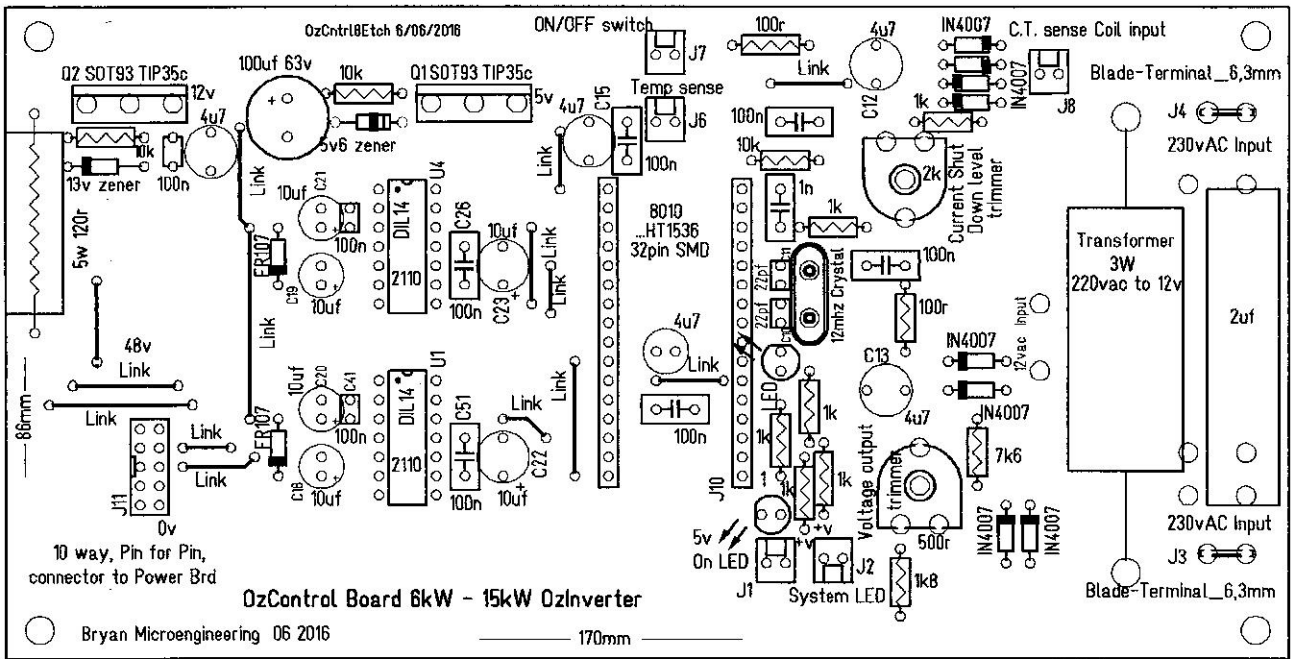 OzCntrl8Etch 6/06/2016
ON/OFF switch
J7
Temp sense
J6
100r
4u7
C12
Link
IN4007
IN4007
C.T. sense Coil input
J8
Blade-Terminal_6,3mm
J4
230vAC Input
Q2 SOT93 TIP35c
12v
100uf 63v
10k
5v6 zener
Q1 SOT93 TIP35c
5v
4u7
C15
100n
10k
13v zener
100n
4u7
Link
Link
5w 120r
10uf
C21
100n
FR107
C19
10uf
U4
DIL14
2110
C26
100n
10uf
C23
Link
Link
8010
...HT1536
32pin SMD
100n
10k
1n
1k
1k
2k
Current Shut
Down level
trimmer
22pf
22pf
C11
12mhz Crystal
100n
100r
Transformer
3W
220vac to 12v
2uf
12vac Input
IN4007
IN4007
48v
Link
Link
Link
86mm
4u7
Link
100n
LED
C13
4u7
10uf
C20
C41
100n
FR107
C18
10uf
U1
DIL14
2110
C51
100n
Link
C22
10uf
Link
Link
Link
J11
0v
10 way, Pin for Pin,
connector to Power Brd
J10
1k
1k
1k
1k
1
+v
+v
5v
On LED
J1
J2
System LED
Voltage output
trimmer
500r
1k8
7k6
IN4007
IN4007
230vAC Input
J3
Blade-Terminal_6,3mm
OzControl Board 6kW - 15kW OzInverter
Bryan Microengineering 06 2016
170mm